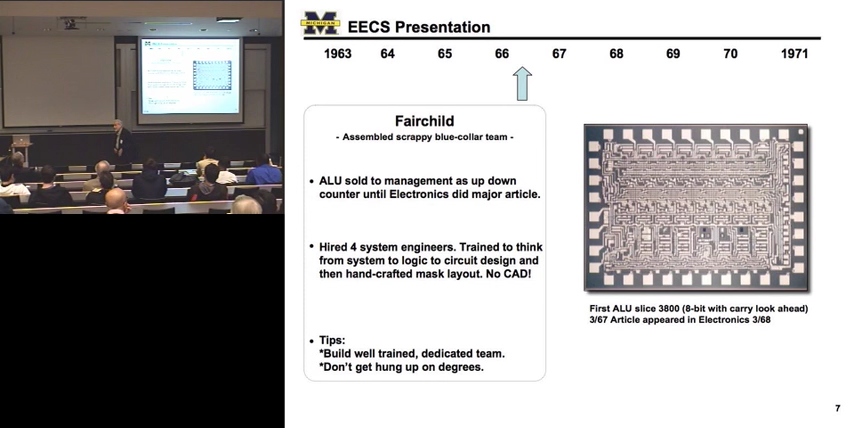 MICHIGAN
EECS Presentation
1963 64 65 66 67 68 69 70 1971
Fairchild
- Assembled scrappy blue-collar team -
• ALU sold to management as up down
counter until Electronics did major article.
• Hired 4 system engineers. Trained to think
from system to logic to circuit design and
then hand-crafted mask layout. No CAD!
• Tips:
*Build well trained, dedicated team.
*Don't get hung up on degrees.
First ALU slice 3800 (8-bit with carry look ahead)
3/67 Article appeared in Electronics 3/68
7